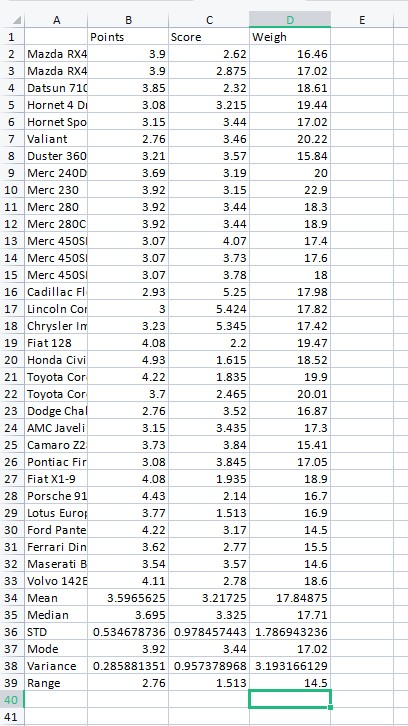 A B C D E
1 Points Score Weigh
2 Mazda RX4 3.9 2.62 16.46
3 Mazda RX4 3.9 2.875 17.02
4 Datsun 710 3.85 2.32 18.61
5 Hornet 4 Dr 3.08 3.215 19.44
6 Hornet Spo 3.15 3.44 17.02
7 Valiant 2.76 3.46 20.22
8 Duster 360 3.21 3.57 15.84
9 Merc 240D 3.69 3.19 20
10 Merc 230 3.92 3.15 22.9
11 Merc 280 3.92 3.44 18.3
12 Merc 280C 3.92 3.44 18.9
13 Merc 450SI 3.07 4.07 17.4
14 Merc 450SI 3.07 3.73 17.6
15 Merc 450SI 3.07 3.78 18
16 Cadillac Fl 2.93 5.25 17.98
17 Lincoln Cor 3 5.424 17.82
18 Chrysler Im 3.23 5.345 17.42
19 Fiat 128 4.08 2.2 19.47
20 Honda Civi 4.93 1.615 18.52
21 Toyota Cor 4.22 1.835 19.9
22 Toyota Cor 3.7 2.465 20.01
23 Dodge Chal 2.76 3.52 16.87
24 AMC Javeli 3.15 3.435 17.3
25 Camaro Z2 3.73 3.84 15.41
26 Pontiac Fir 3.08 3.845 17.05
27 Fiat X1-9 4.08 1.935 18.9
28 Porsche 91 4.43 2.14 16.7
29 Lotus Europ 3.77 1.513 16.9
30 Ford Pante 4.22 3.17 14.5
31 Ferrari Din 3.62 2.77 15.5
32 Maserati B 3.54 3.57 14.6
33 Volvo 142E 4.11 2.78 18.6
34 Mean 3.5965625 3.21725 17.84875
35 Median 3.695 3.325 17.71
36 STD 0.534678736 0.978457443 1.786943236
37 Mode 3.92 3.44 17.02
38 Variance 0.285881351 0.957378968 3.193166129
39 Range 2.76 1.513 14.5
40
41